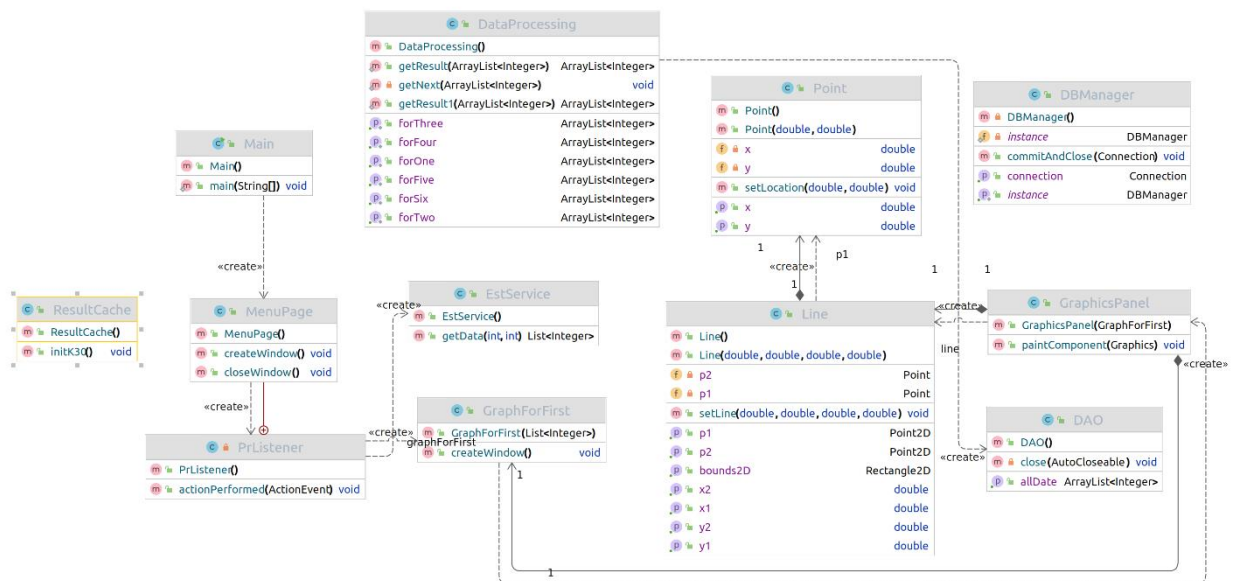 DataProcessing
DataProcessing()
getResult(ArrayList<Integer>) ArrayList<Integer>
getNext(ArrayList<Integer>) void
getResult1(ArrayList<Integer>) ArrayList<Integer>
forThree ArrayList<Integer>
forFour ArrayList<Integer>
forOne ArrayList<Integer>
forFive ArrayList<Integer>
forSix ArrayList<Integer>
forTwo ArrayList<Integer>
Point
Point()
Point(double, double)
x double
y double
setLocation(double, double) void
x double
y double
DBManager
DBManager()
instance DBManager
commitAndClose(Connection) void
connection Connection
instance DBManager
Main
Main()
main(String[]) void
«create»
1
p1
«create»
1
1
1
ResultCache
ResultCache()
initK30() void
MenuPage
MenuPage()
createWindow() void
closeWindow() void
«create»
EstService
EstService()
getData(int, int) List<Integer>
Line
Line()
Line(double, double, double, double)
p2 Point
p1 Point
setLine(double, double, double, double) void
p1 Point2D
p2 Point2D
bounds2D Rectangle2D
x2 double
x1 double
y2 double
y1 double
«create»
line
GraphicsPanel
GraphicsPanel(GraphForFirst)
paintComponent(Graphics) void
«create»
«create»
«create»
graphForFirst
GraphForFirst
GraphForFirst(List<Integer>)
createWindow() void
PrListener
PrListener()
actionPerformed(ActionEvent) void
«create»
DAO
DAO()
close(AutoCloseable) void
allDate ArrayList<Integer>
1
1